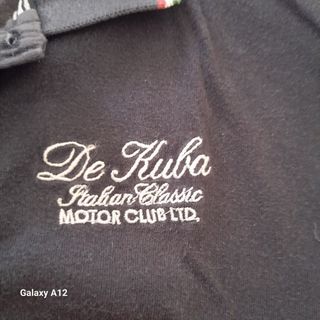 De Kuba
Italian Classic
MOTOR CLUB LTD.
Galaxy A12